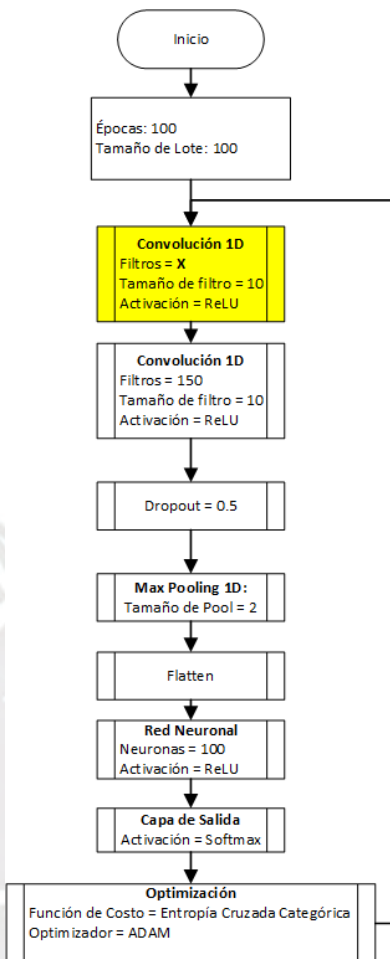 Inicio
Épocas: 100
Tamaño de Lote: 100
Convolución 1D
Filtros = X
Tamaño de filtro = 10
Activación = ReLU
Convolución 1D
Filtros = 150
Tamaño de filtro = 10
Activación = ReLU
Dropout = 0.5
Max Pooling 1D:
Tamaño de Pool = 2
Flatten
Red Neuronal
Neuronas = 100
Activación = ReLU
Capa de Salida
Activación = Softmax
Optimización
Función de Costo = Entropía Cruzada Categórica
Optimizador = ADAM